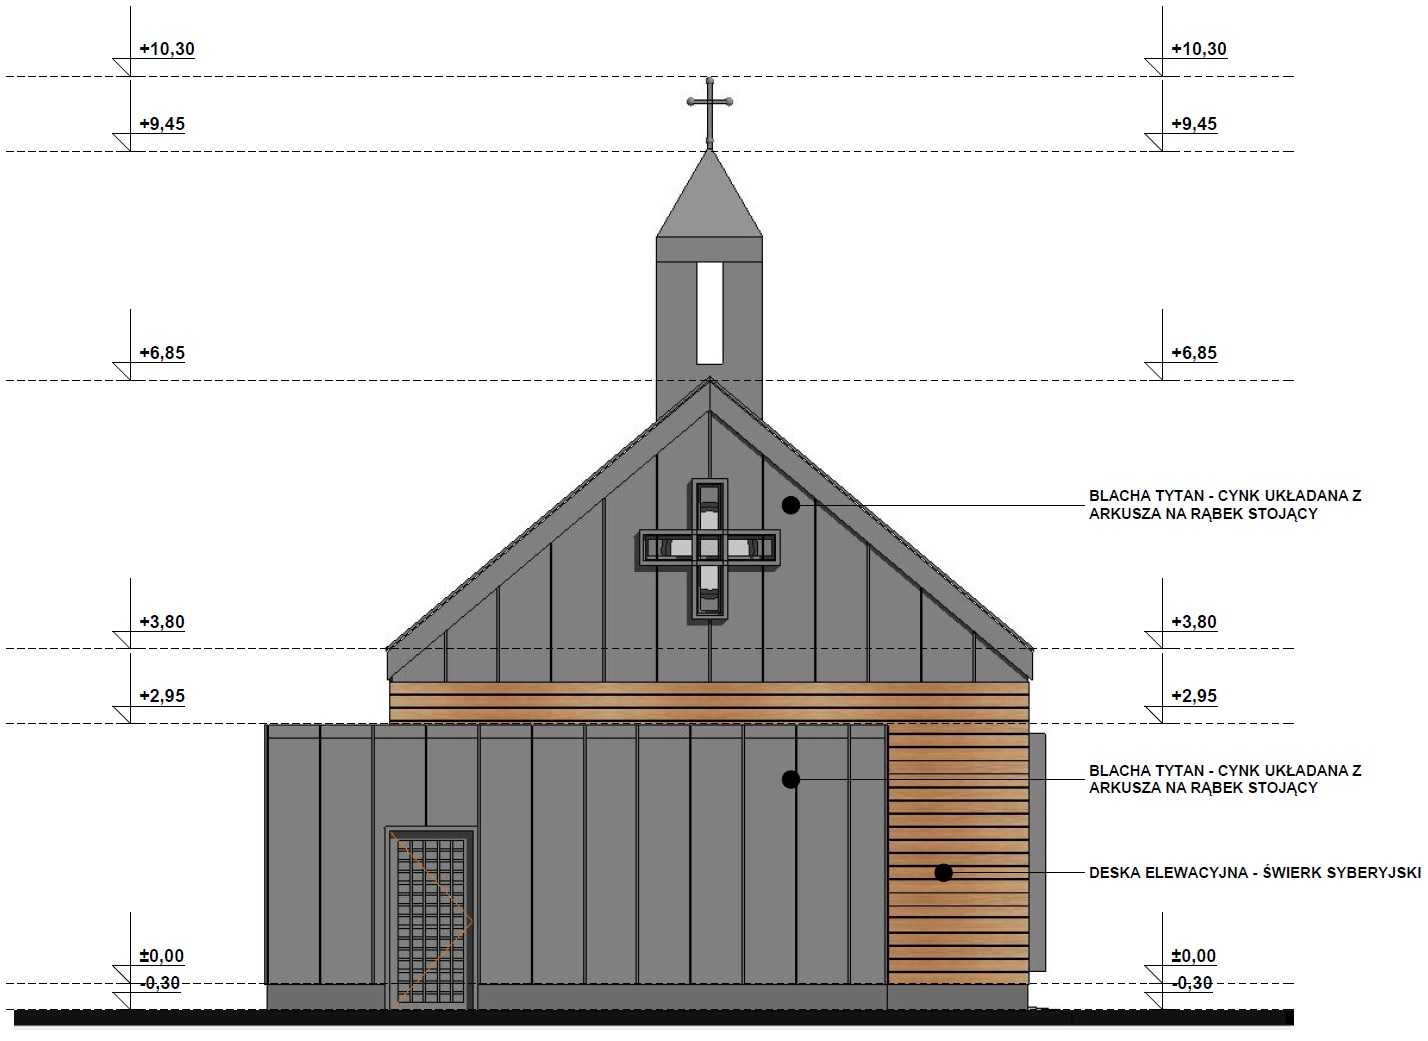 +10,30 +10,30
+9,45 +9,45
+6,85 +6,85
BLACHA TYTAN - CYNK UKŁADANA Z
ARKUSZA NA RĄBEK STOJĄCY
+3,80 +3,80
+2,95 +2,95
BLACHA TYTAN - CYNK UKŁADANA Z
ARKUSZA NA RĄBEK STOJĄCY
DESKA ELEWACYJNA - ŚWIERK SYBERYJSKI
±0,00 ±0,00
-0,30 -0,30